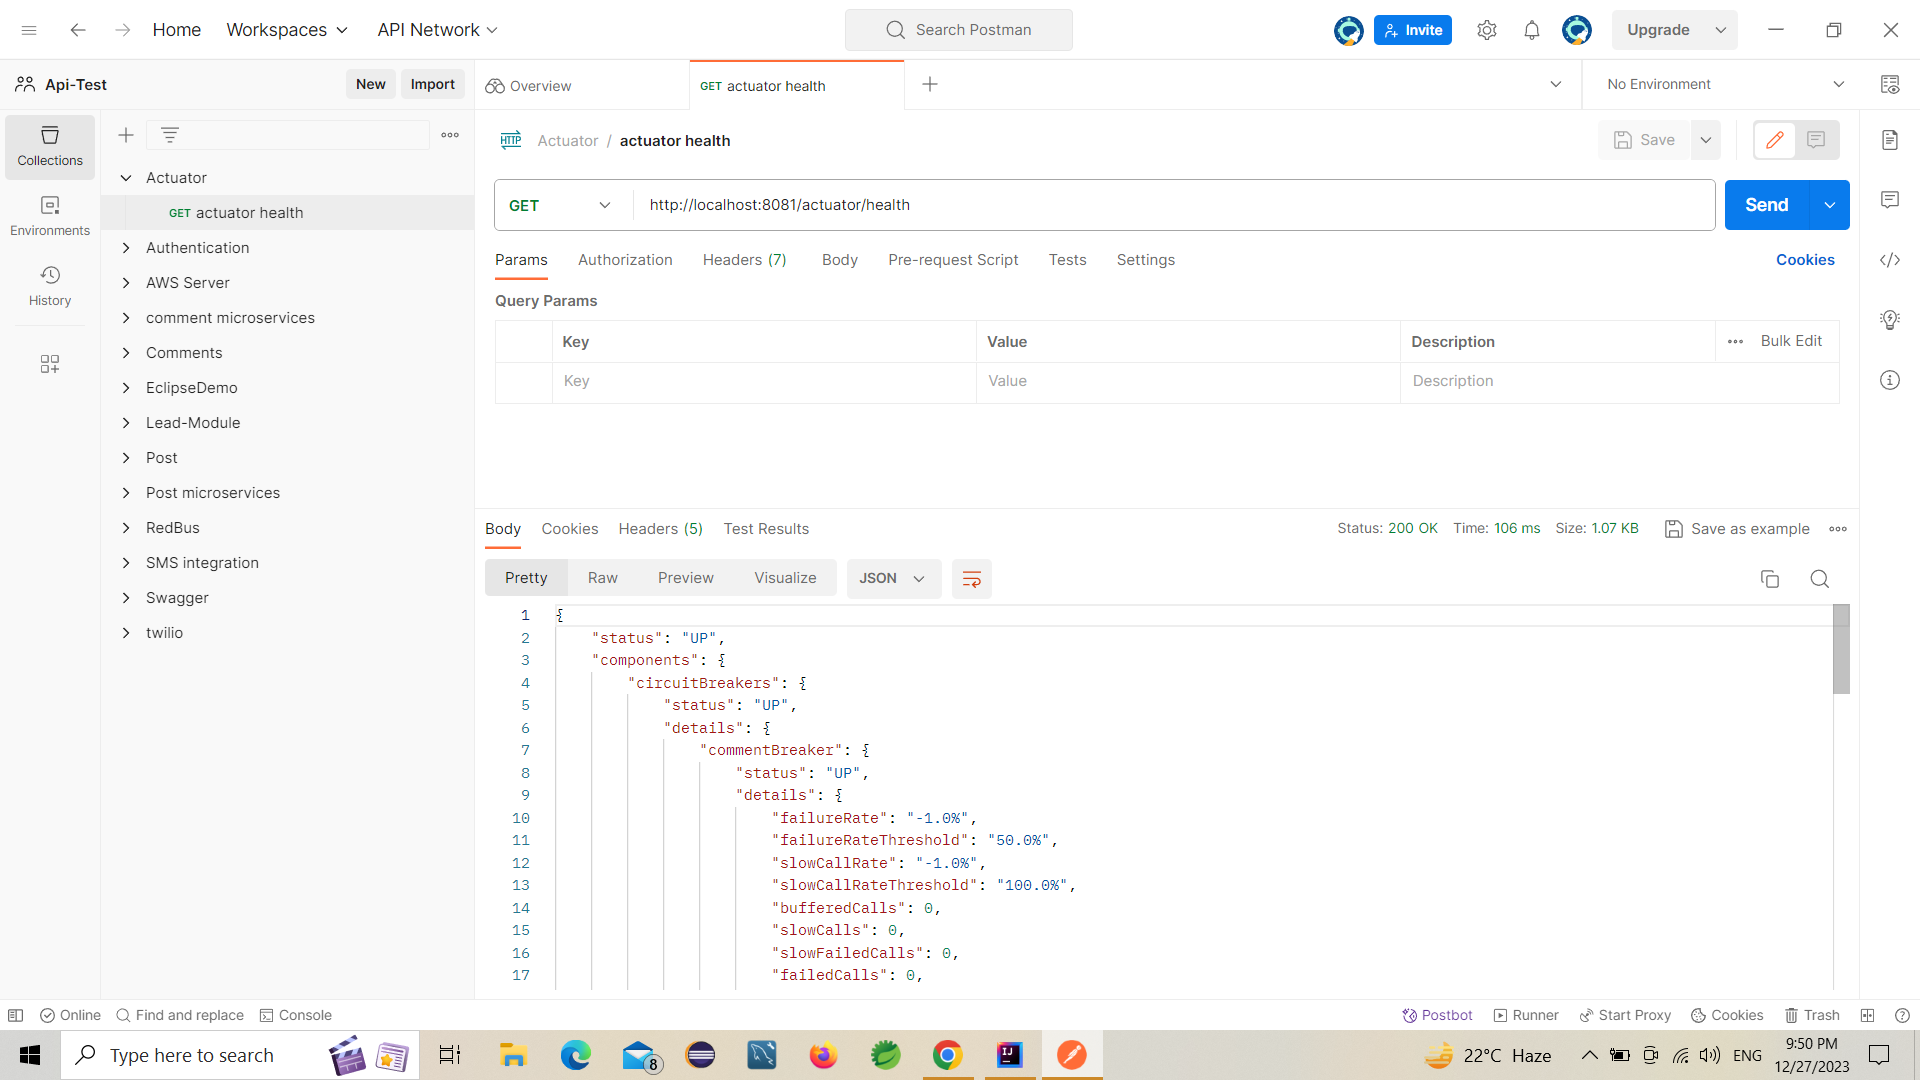 Home Workspaces API Network Search Postman Invite Upgrade
Api-Test New Import Overview GET actuator health No Environment
HTTP Actuator / actuator health Save
Collections
Environments
History
Actuator
GET actuator health
Authentication
AWS Server
comment microservices
Comments
EclipseDemo
Lead-Module
Post
Post microservices
RedBus
SMS integration
Swagger
twilio
GET http://localhost:8081/actuator/health Send
Params Authorization Headers (7) Body Pre-request Script Tests Settings Cookies
Query Params
Key Value Description Bulk Edit
Key Value Description
Body Cookies Headers (5) Test Results Status: 200 OK Time: 106 ms Size: 1.07 KB Save as example
Pretty Raw Preview Visualize JSON
1 {
2 "status": "UP",
3 "components": {
4 "circuitBreakers": {
5 "status": "UP",
6 "details": {
7 "commentBreaker": {
8 "status": "UP",
9 "details": {
10 "failureRate": "-1.0%",
11 "failureRateThreshold": "50.0%",
12 "slowCallRate": "-1.0%",
13 "slowCallRateThreshold": "100.0%",
14 "bufferedCalls": 0,
15 "slowCalls": 0,
16 "slowFailedCalls": 0,
17 "failedCalls": 0,
Online Find and replace Console Postbot Runner Start Proxy Cookies Trash
Type here to search 8 IJ 22°C Haze ENG 9:50 PM
12/27/2023